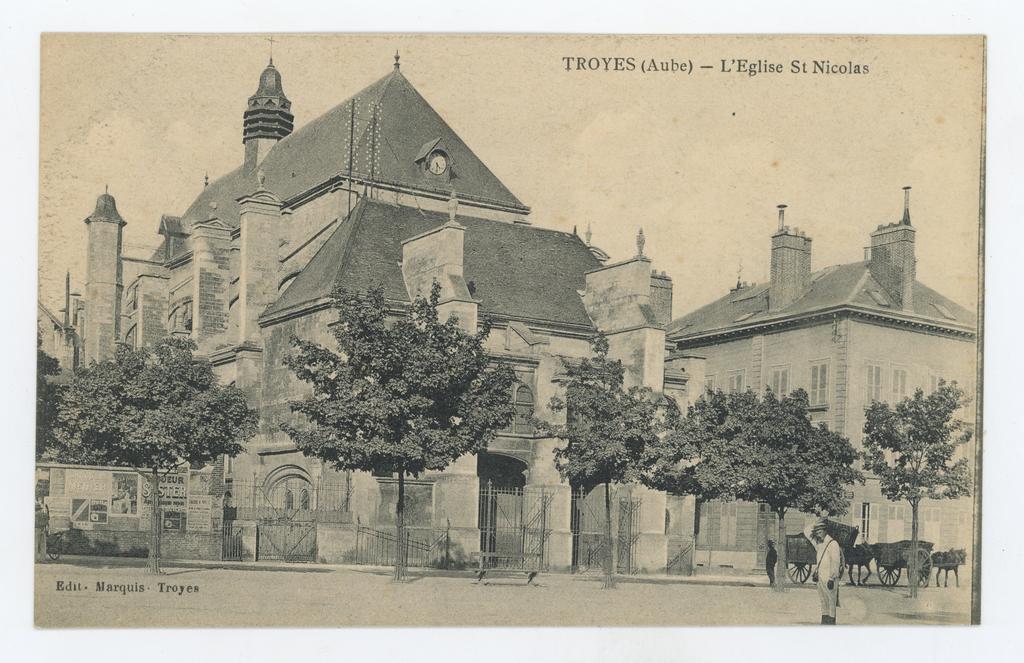 TROYES (Aube) — L'Eglise St Nicolas
Edit. Marquis. Troyes